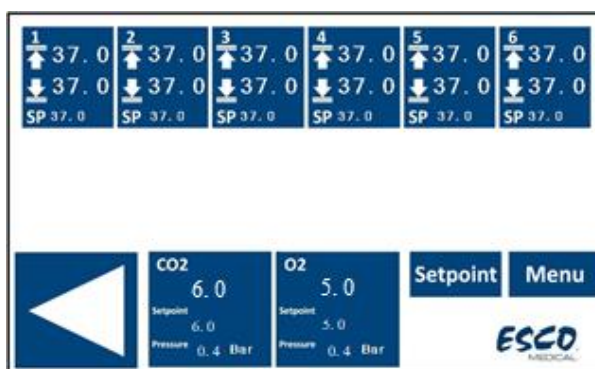 1 2 3 4 5 6
37.0 37.0 37.0 37.0 37.0 37.0
37.0 37.0 37.0 37.0 37.0 37.0
SP 37.0 SP 37.0 SP 37.0 SP 37.0 SP 37.0 SP 37.0
CO2
6.0
Setpoint
6.0
Pressure 0.4 Bar
O2
5.0
Setpoint
5.0
Pressure 0.4 Bar
Setpoint
Menu
ESCO
MEDICAL